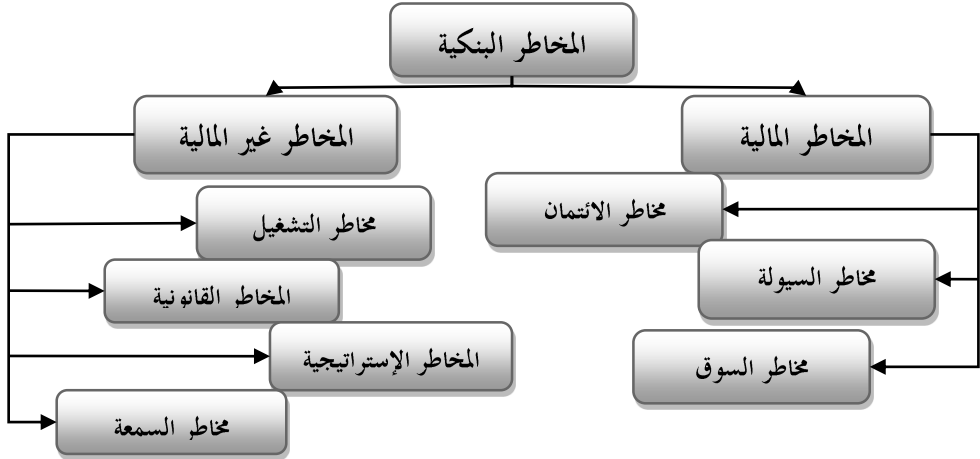 المخاطر البنكية
المخاطر المالية
مخاطر الائتمان
مخاطر السيولة
مخاطر السوق
المخاطر غير المالية
مخاطر التشغيل
المخاطر القانونية
المخاطر الإستراتيجية
مخاطر السمعة